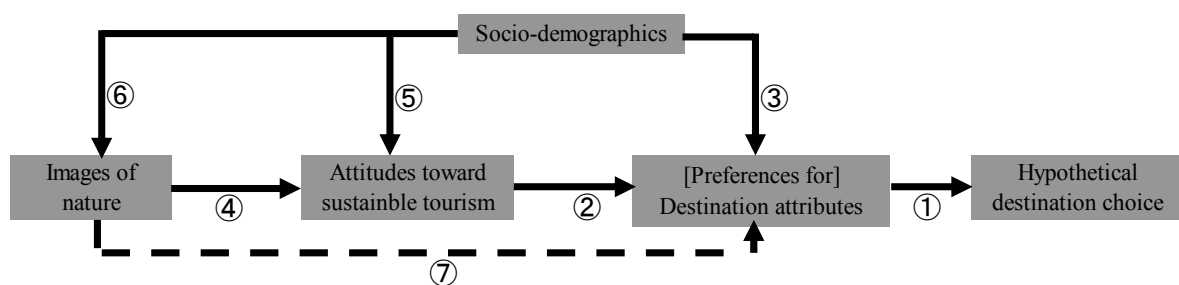 Socio-demographics
⑥
⑤
③
Images of
nature
④
Attitudes toward
sustainble tourism
②
[Preferences for]
Destination attributes
①
Hypothetical
destination choice
⑦